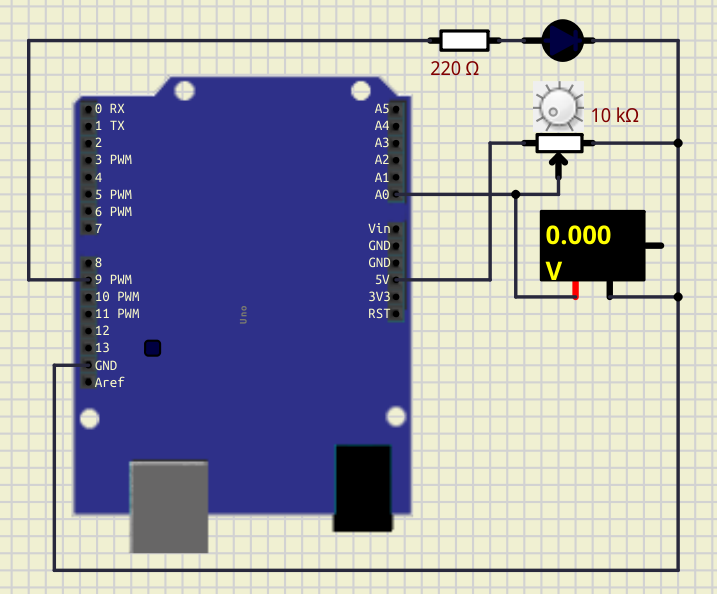 220 Ω
10 kΩ
0 RX
1 TX
2
3 PWM
4
5 PWM
6 PWM
7
8
9 PWM
10 PWM
11 PWM
12
13
GND
Aref
Uno
A5
A4
A3
A2
A1
A0
Vin
GND
GND
5V
3V3
RST
0.000
V